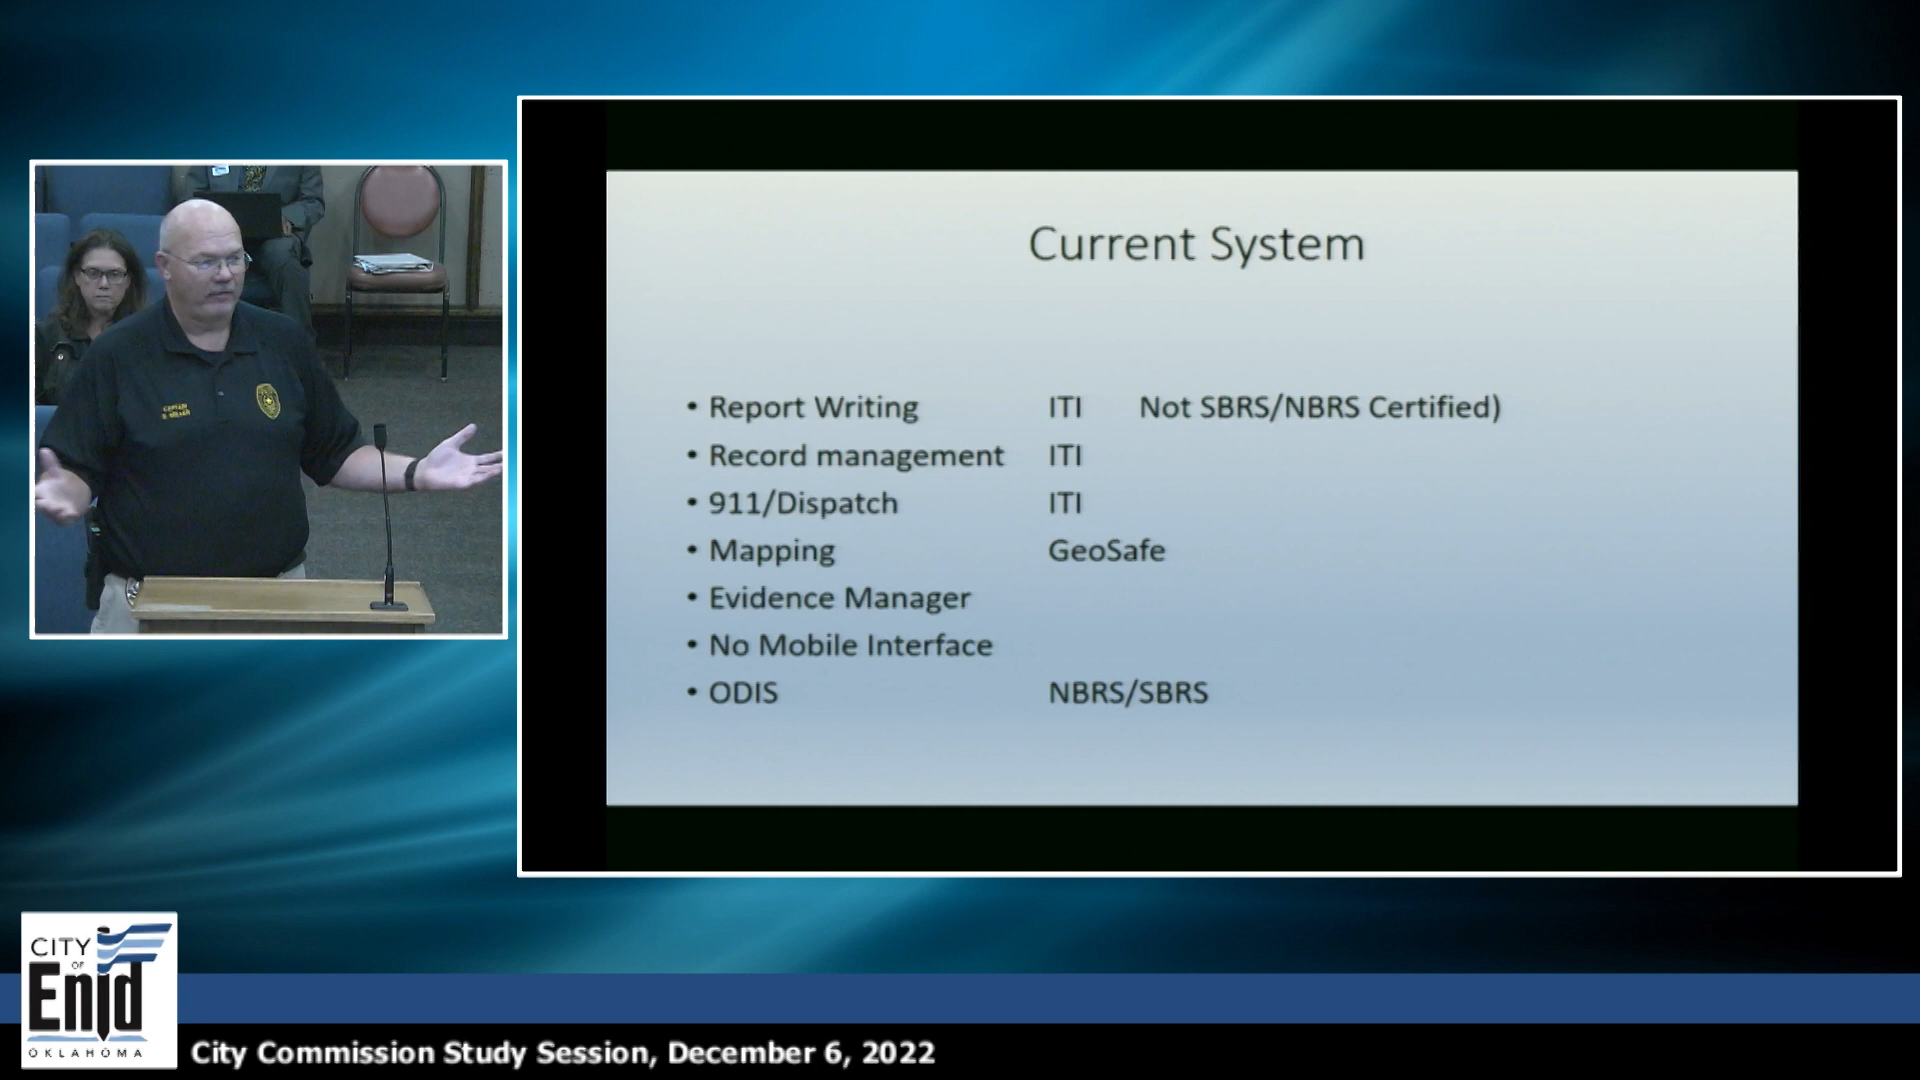 Current System
• Report Writing ITI Not SBRS/NBRS Certified)
• Record management ITI
• 911/Dispatch ITI
• Mapping GeoSafe
• Evidence Manager
• No Mobile Interface
• ODIS NBRS/SBRS
CAPTAIN
CITY
OF
Enid
OKLAHOMA
City Commission Study Session, December 6, 2022